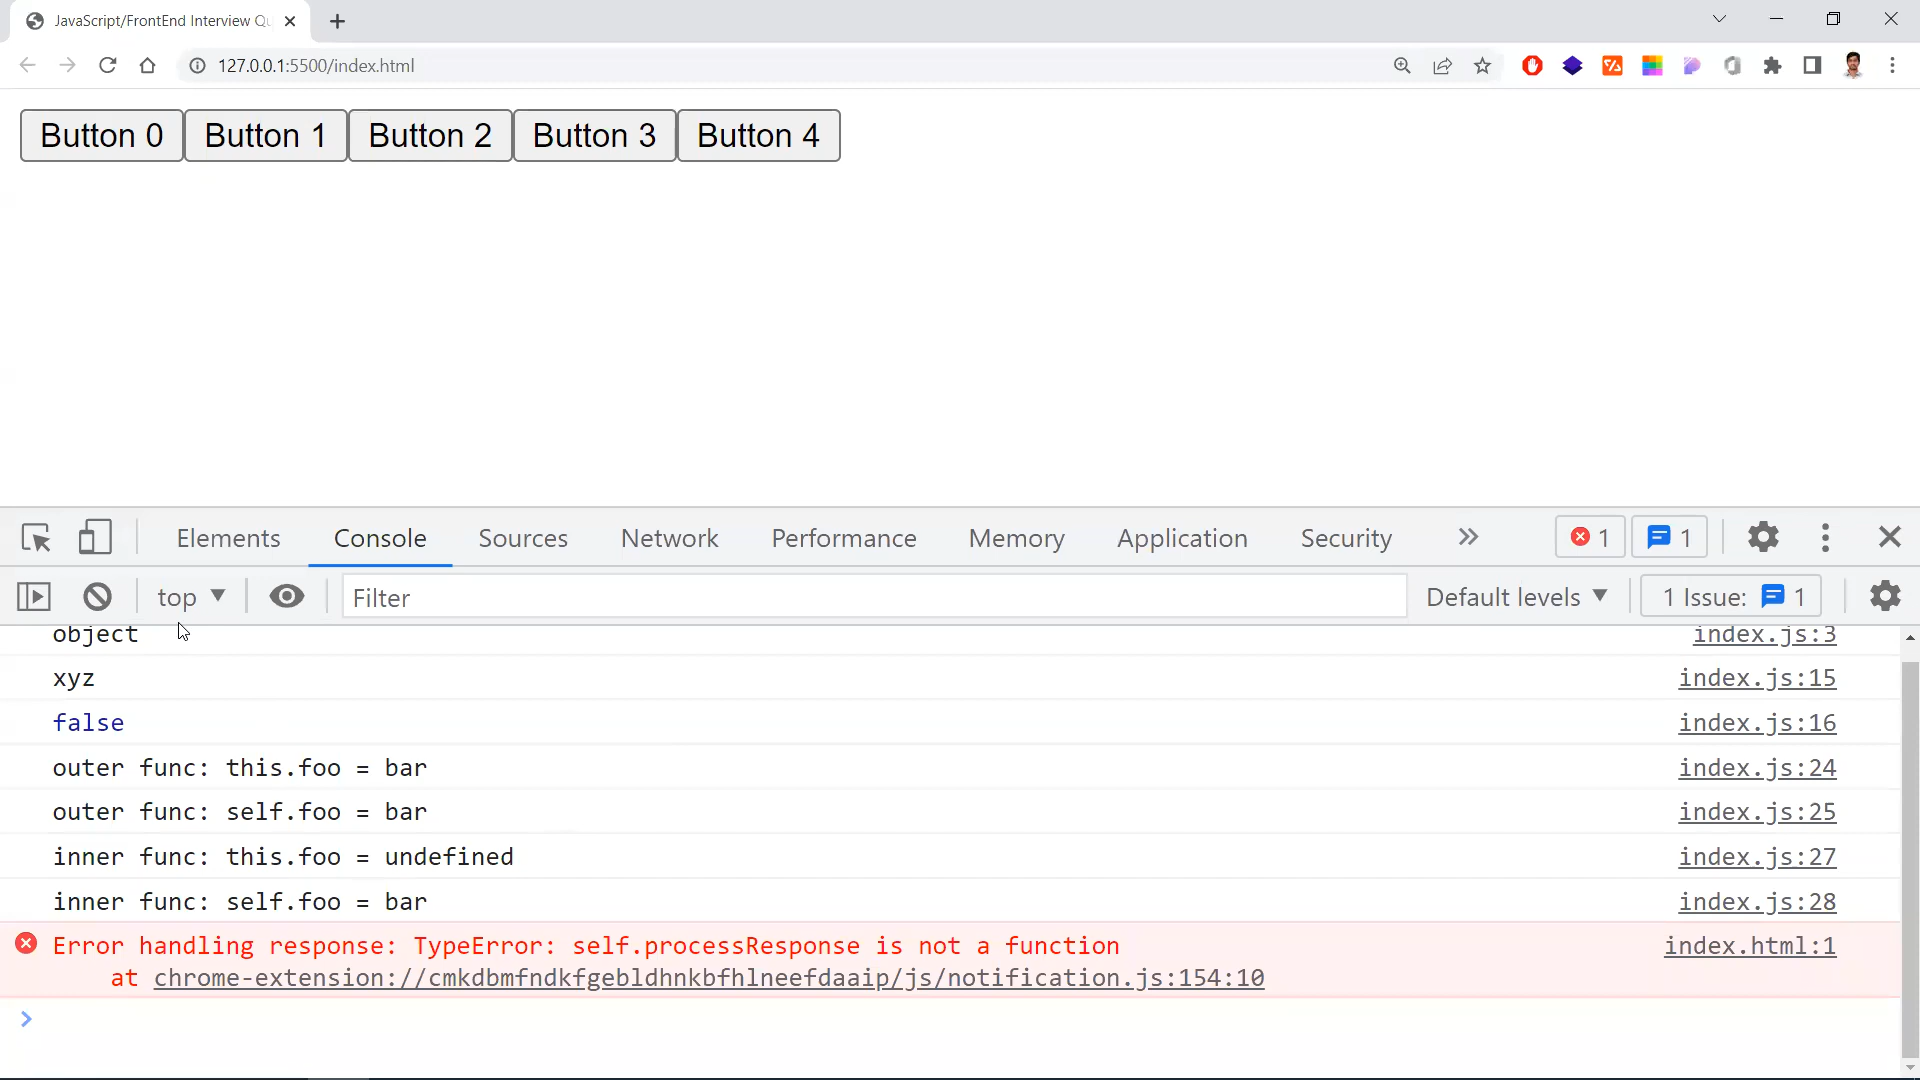 JavaScript/FrontEnd Interview Qu
127.0.0.1:5500/index.html
Button 0 Button 1 Button 2 Button 3 Button 4
Elements Console Sources Network Performance Memory Application Security 1 1
top Filter Default levels 1 Issue: 1
object index.js:3
xyz index.js:15
false index.js:16
outer func: this.foo = bar index.js:24
outer func: self.foo = bar index.js:25
inner func: this.foo = undefined index.js:27
inner func: self.foo = bar index.js:28
Error handling response: TypeError: self.processResponse is not a function index.html:1
at chrome-extension://cmkdbmfndkfgebldhnkbfhlneefdaaip/js/notification.js:154:10